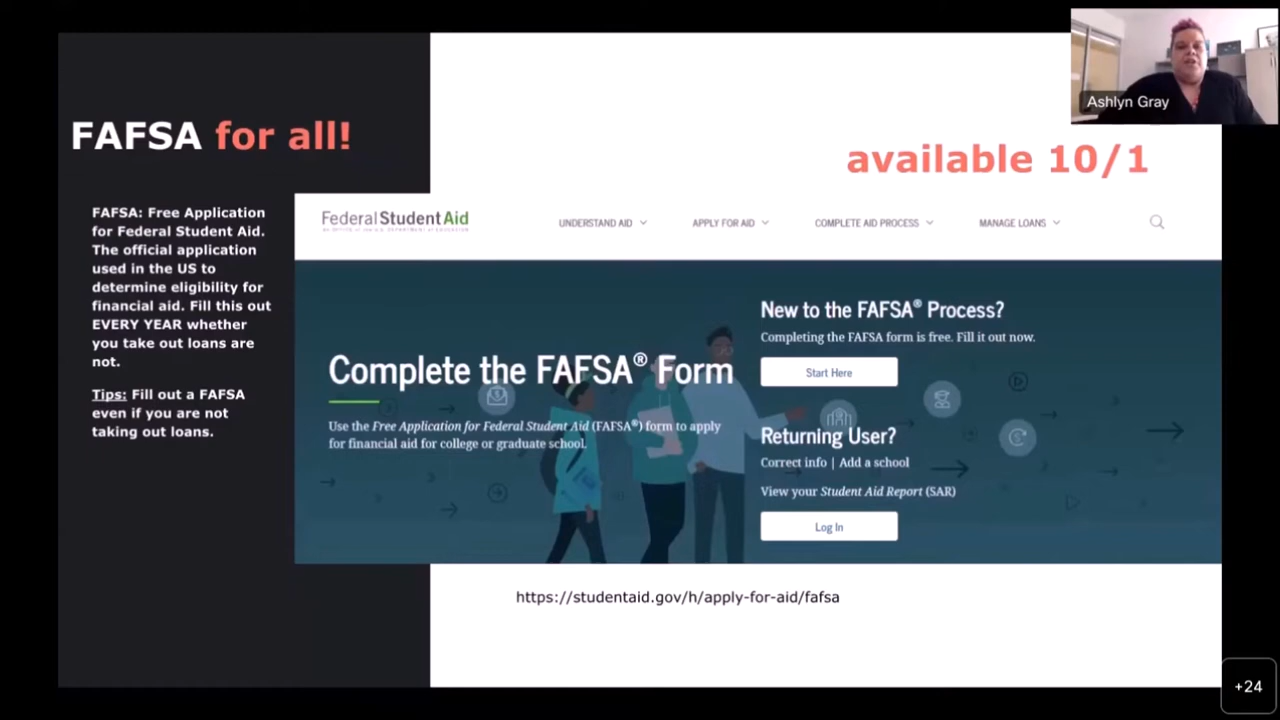 Ashlyn Gray
FAFSA for all!
available 10/1
FAFSA: Free Application
for Federal Student Aid.
The official application
used in the US to
determine eligibility for
financial aid. Fill this out
EVERY YEAR whether
you take out loans are
not.
Tips: Fill out a FAFSA
even if you are not
taking out loans.
Federal Student Aid
UNDERSTAND AID
APPLY FOR AID
COMPLETE AID PROCESS
MANAGE LOANS
Complete the FAFSA® Form
Use the Free Application for Federal Student Aid (FAFSA®) form to apply
for financial aid for college or graduate school.
New to the FAFSA® Process?
Completing the FAFSA form is free. Fill it out now.
Start Here
Returning User?
Correct info | Add a school
View your Student Aid Report (SAR)
Log In
https://studentaid.gov/h/apply-for-aid/fafsa
+24